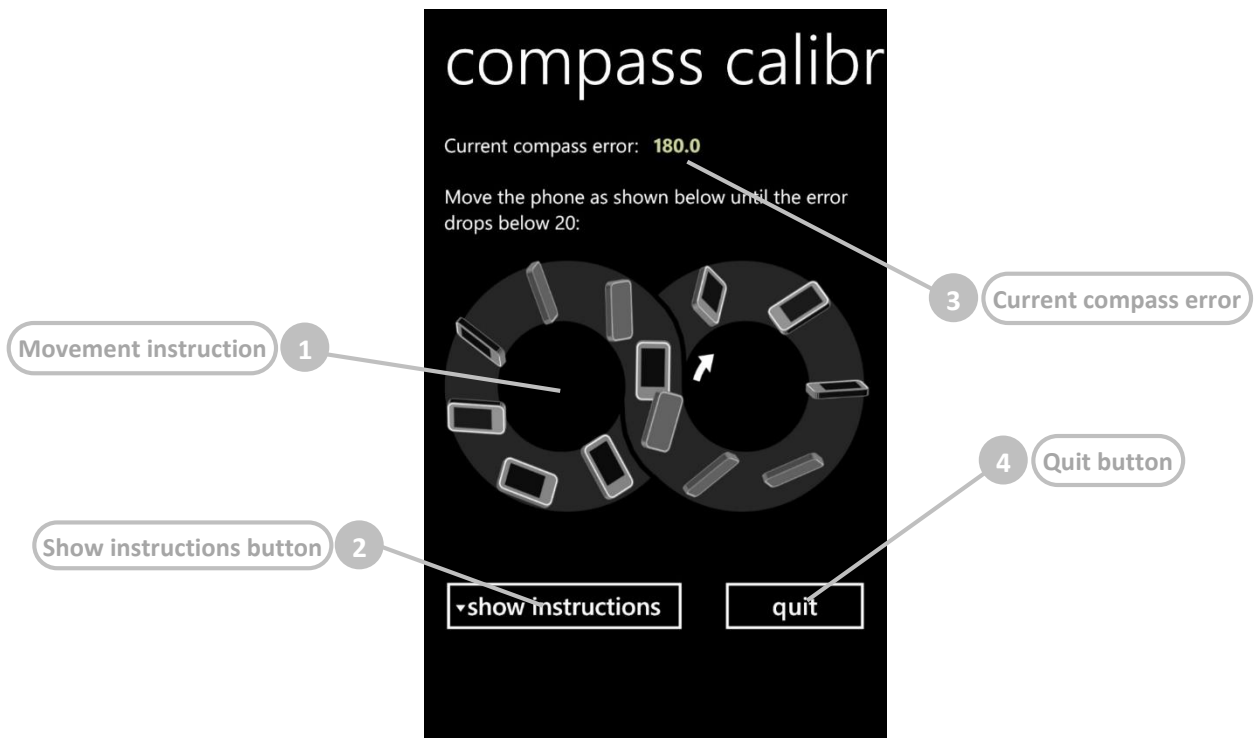 compass calibr
Current compass error: 180.0
Move the phone as shown below until the error
drops below 20:
3 Current compass error
Movement instruction 1
4 Quit button
Show instructions button 2
show instructions
quit